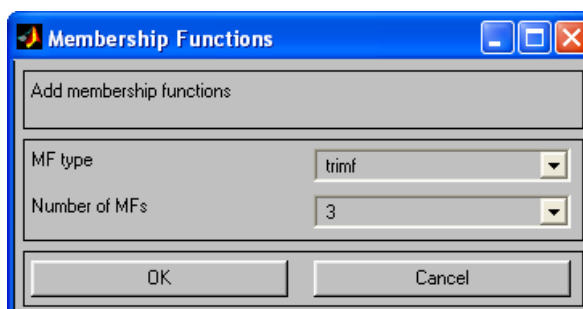 Membership Functions
Add membership functions
MF type
trimf
Number of MFs
3
OK
Cancel